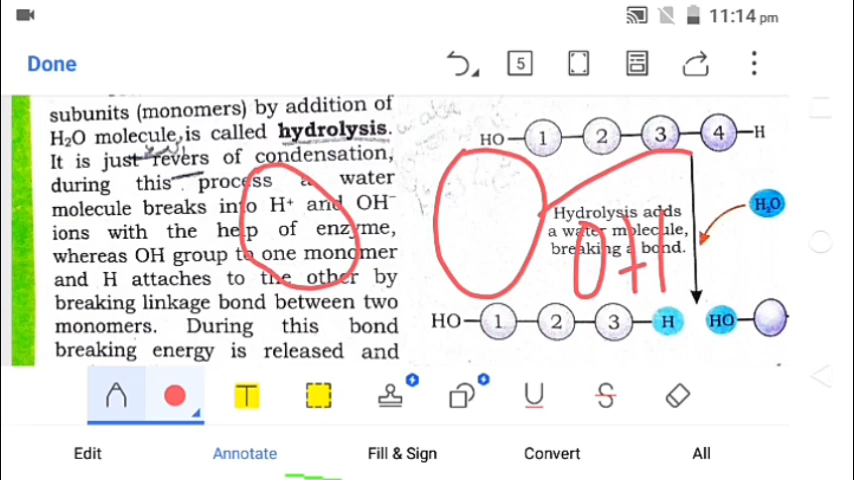 11:14 pm
Done
5
subunits (monomers) by addition of
H₂O molecule, is called hydrolysis.
It is just revers of condensation,
during this process a water
molecule breaks into H⁺ and OH⁻
ions with the help of enzyme,
whereas OH group to one monomer
and H attaches to the other by
breaking linkage bond between two
monomers. During this bond
breaking energy is released and
HO 1 2 3 4 H
H₂O
Hydrolysis adds
a water molecule,
breaking a bond.
OH
HO 1 2 3 H HO
T
U
S
Edit
Annotate
Fill & Sign
Convert
All